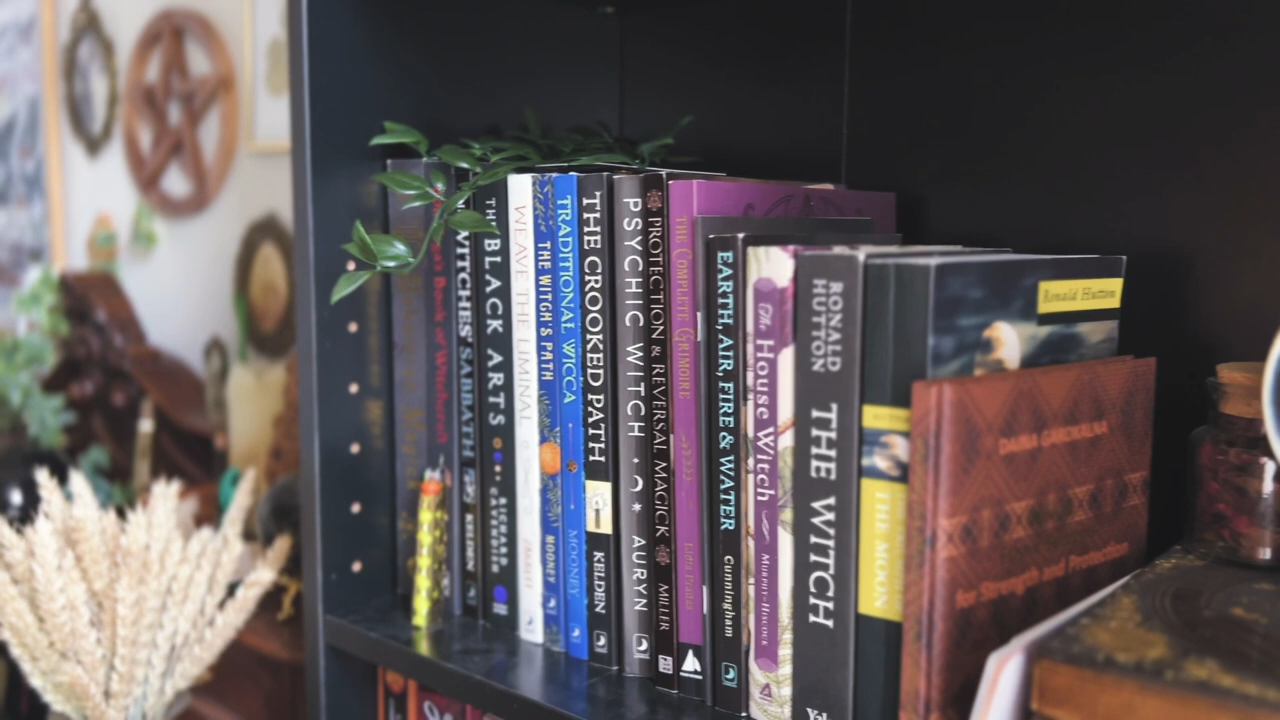 Book of Witchcraft
WITCHES' SABBATH
KELDEN
THE BLACK ARTS
RICHARD
CAVENDISH
WEAVE THE LIMINAL
THE WITCH'S PATH
MOONEY
TRADITIONAL WICCA
MOONEY
THE CROOKED PATH
KELDEN
PSYCHIC WITCH
AURYN
PROTECTION & REVERSAL MAGICK
MILLER
THE COMPLETE GRIMOIRE
EARTH, AIR, FIRE & WATER
Cunningham
The House Witch
MURPHY-HISCOCK
RONALD
HUTTON
THE WITCH
THE MOON
Ronald Hutton
for Strength and Protection